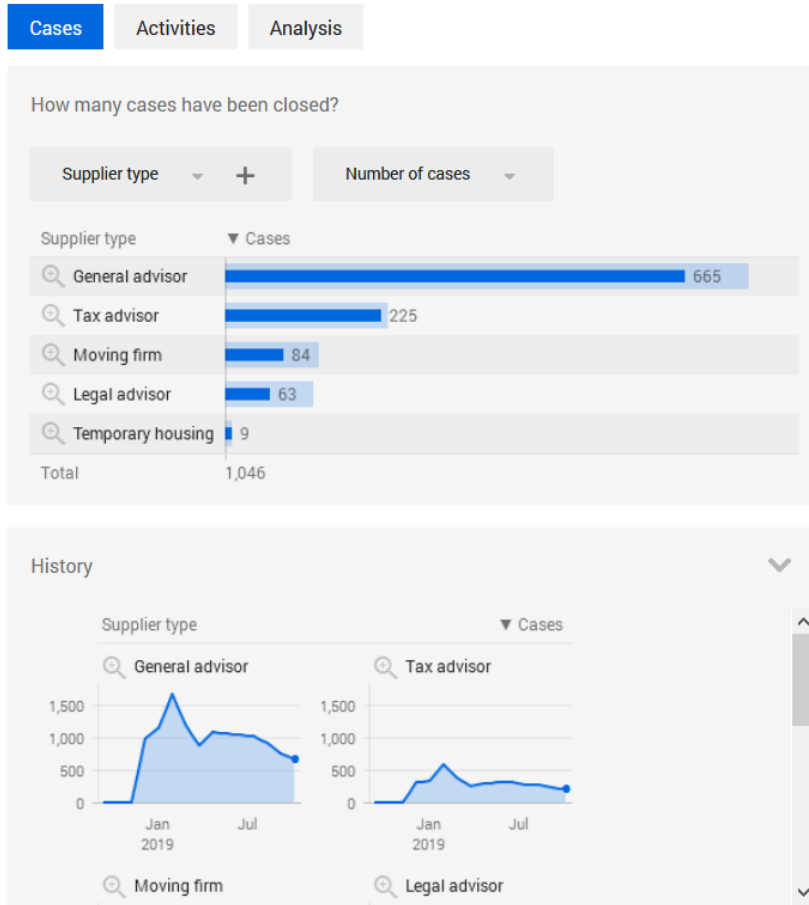 Cases Activities Analysis
How many cases have been closed?
Supplier type + Number of cases
Supplier type ▼ Cases
General advisor 665
Tax advisor 225
Moving firm 84
Legal advisor 63
Temporary housing 9
Total 1,046
History
Supplier type ▼ Cases
General advisor Tax advisor
1,500 1,500
1,000 1,000
500 500
0 0
Jan Jul Jan Jul
2019 2019
Moving firm Legal advisor